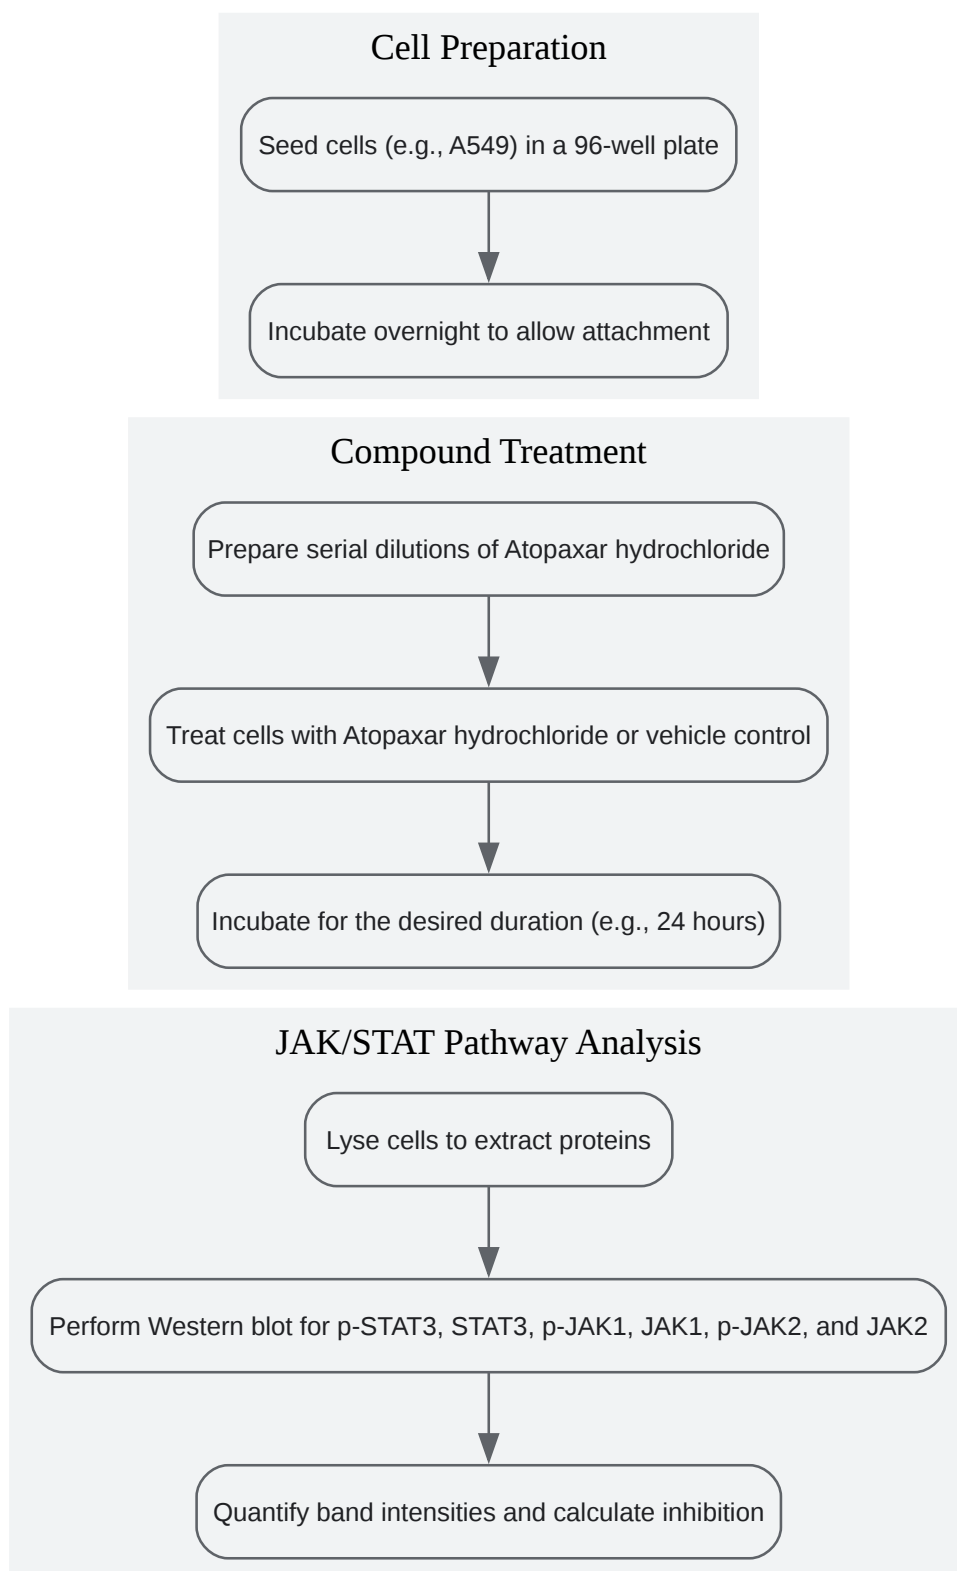 Cell Preparation
Seed cells (e.g., A549) in a 96-well plate
Incubate overnight to allow attachment
Compound Treatment
Prepare serial dilutions of Atopaxar hydrochloride
Treat cells with Atopaxar hydrochloride or vehicle control
Incubate for the desired duration (e.g., 24 hours)
JAK/STAT Pathway Analysis
Lyse cells to extract proteins
Perform Western blot for p-STAT3, STAT3, p-JAK1, JAK1, p-JAK2, and JAK2
Quantify band intensities and calculate inhibition